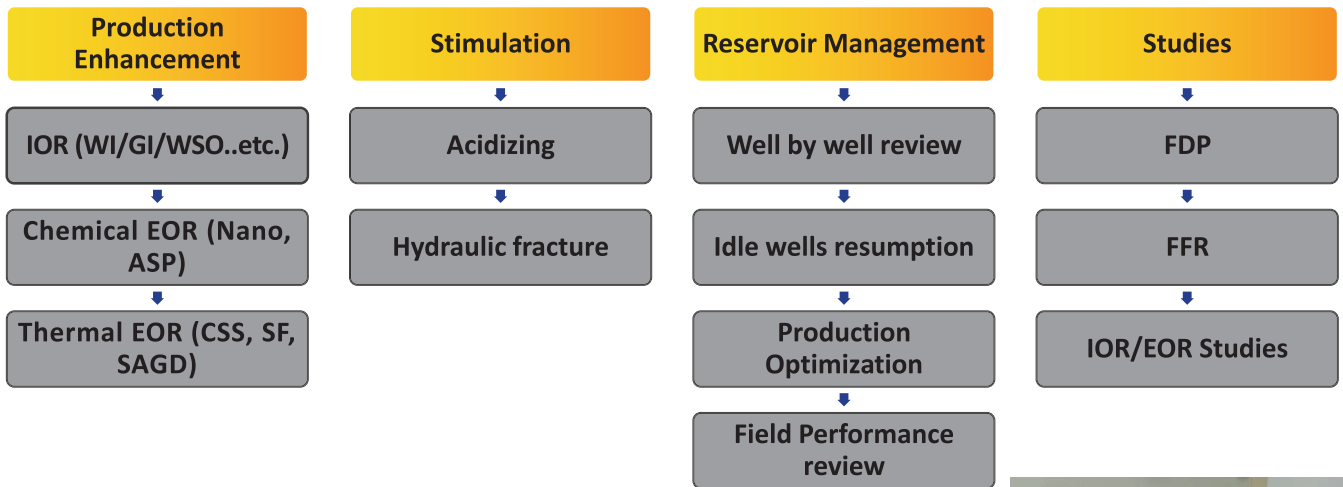 Production
Enhancement
IOR (WI/GI/WSO..etc.)
Chemical EOR (Nano,
ASP)
Thermal EOR (CSS, SF,
SAGD)
Stimulation
Acidizing
Hydraulic fracture
Reservoir Management
Well by well review
Idle wells resumption
Production
Optimization
Field Performance
review
Studies
FDP
FFR
IOR/EOR Studies